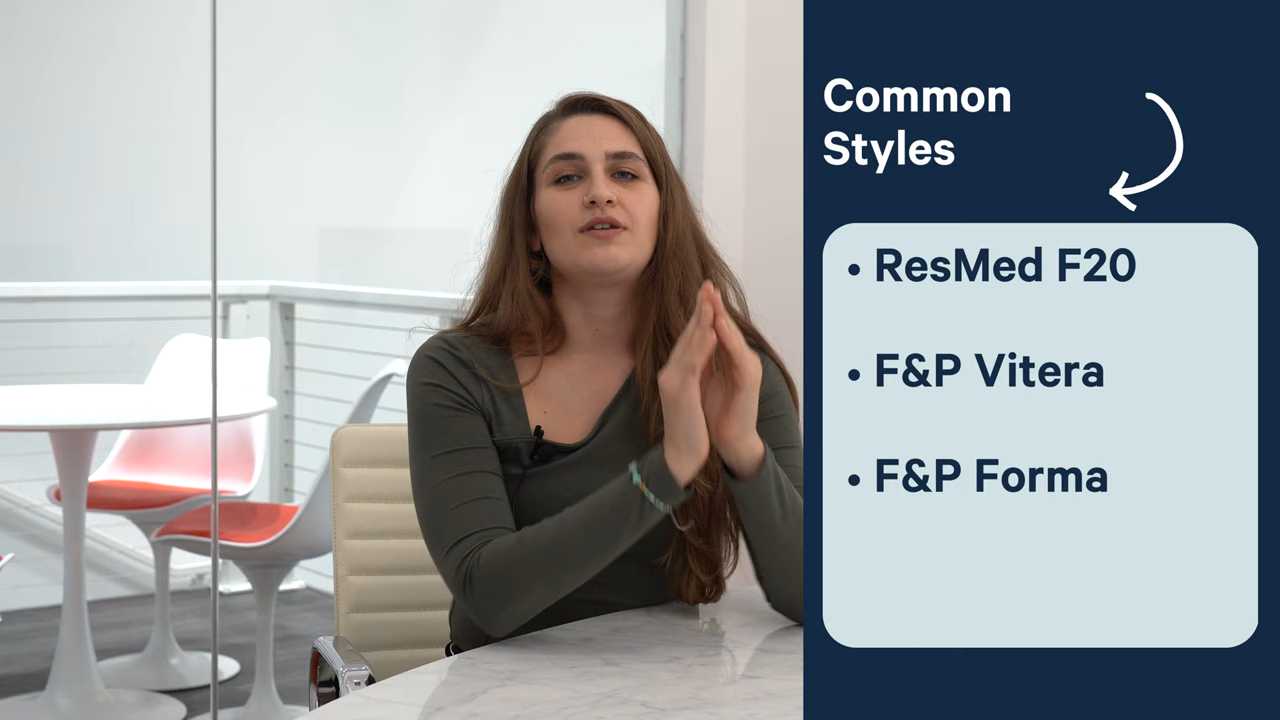 Common
Styles
• ResMed F20
• F&P Vitera
• F&P Forma